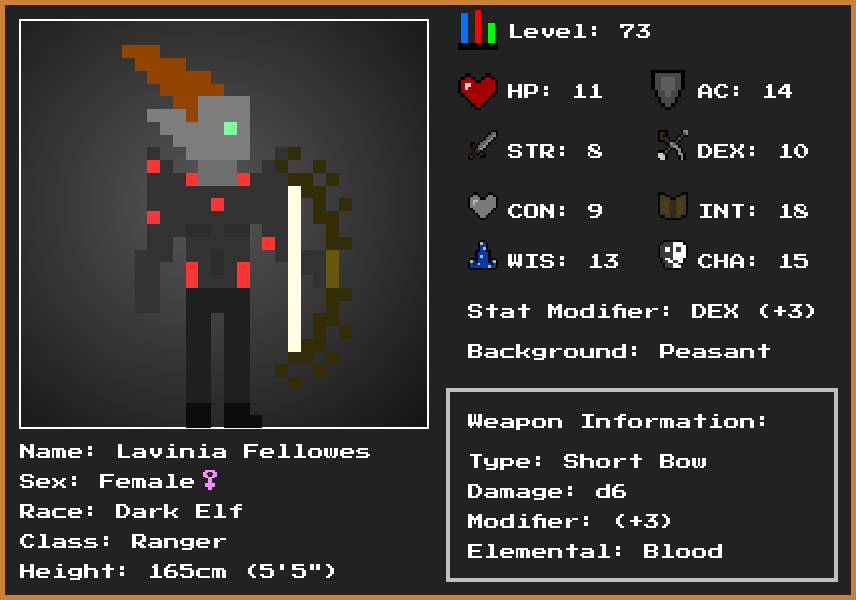 Level: 73
HP: 11
AC: 14
STR: 8
DEX: 10
CON: 9
INT: 18
WIS: 13
CHA: 15
Stat Modifier: DEX (+3)
Background: Peasant
Weapon Information:
Type: Short Bow
Damage: d6
Modifier: (+3)
Elemental: Blood
Name: Lavinia Fellowes
Sex: Female♀
Race: Dark Elf
Class: Ranger
Height: 165cm (5'5")